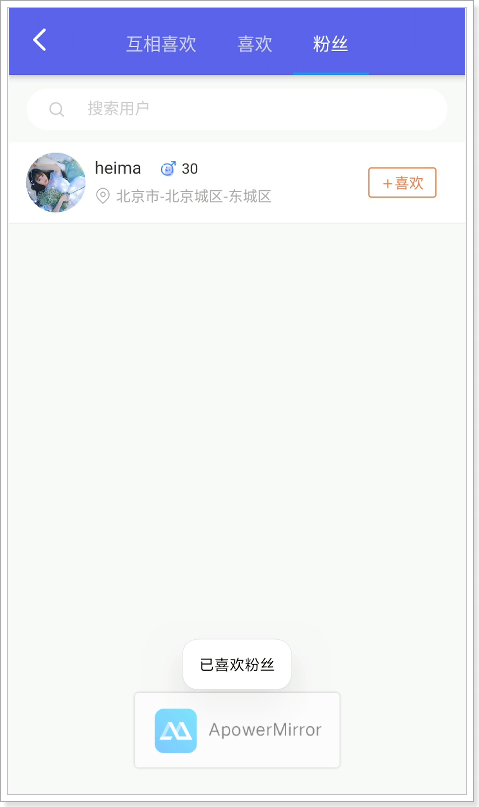 互相喜欢 喜欢 粉丝
搜索用户
heima 30
北京市-北京城区-东城区
+喜欢
已喜欢粉丝
ApowerMirror